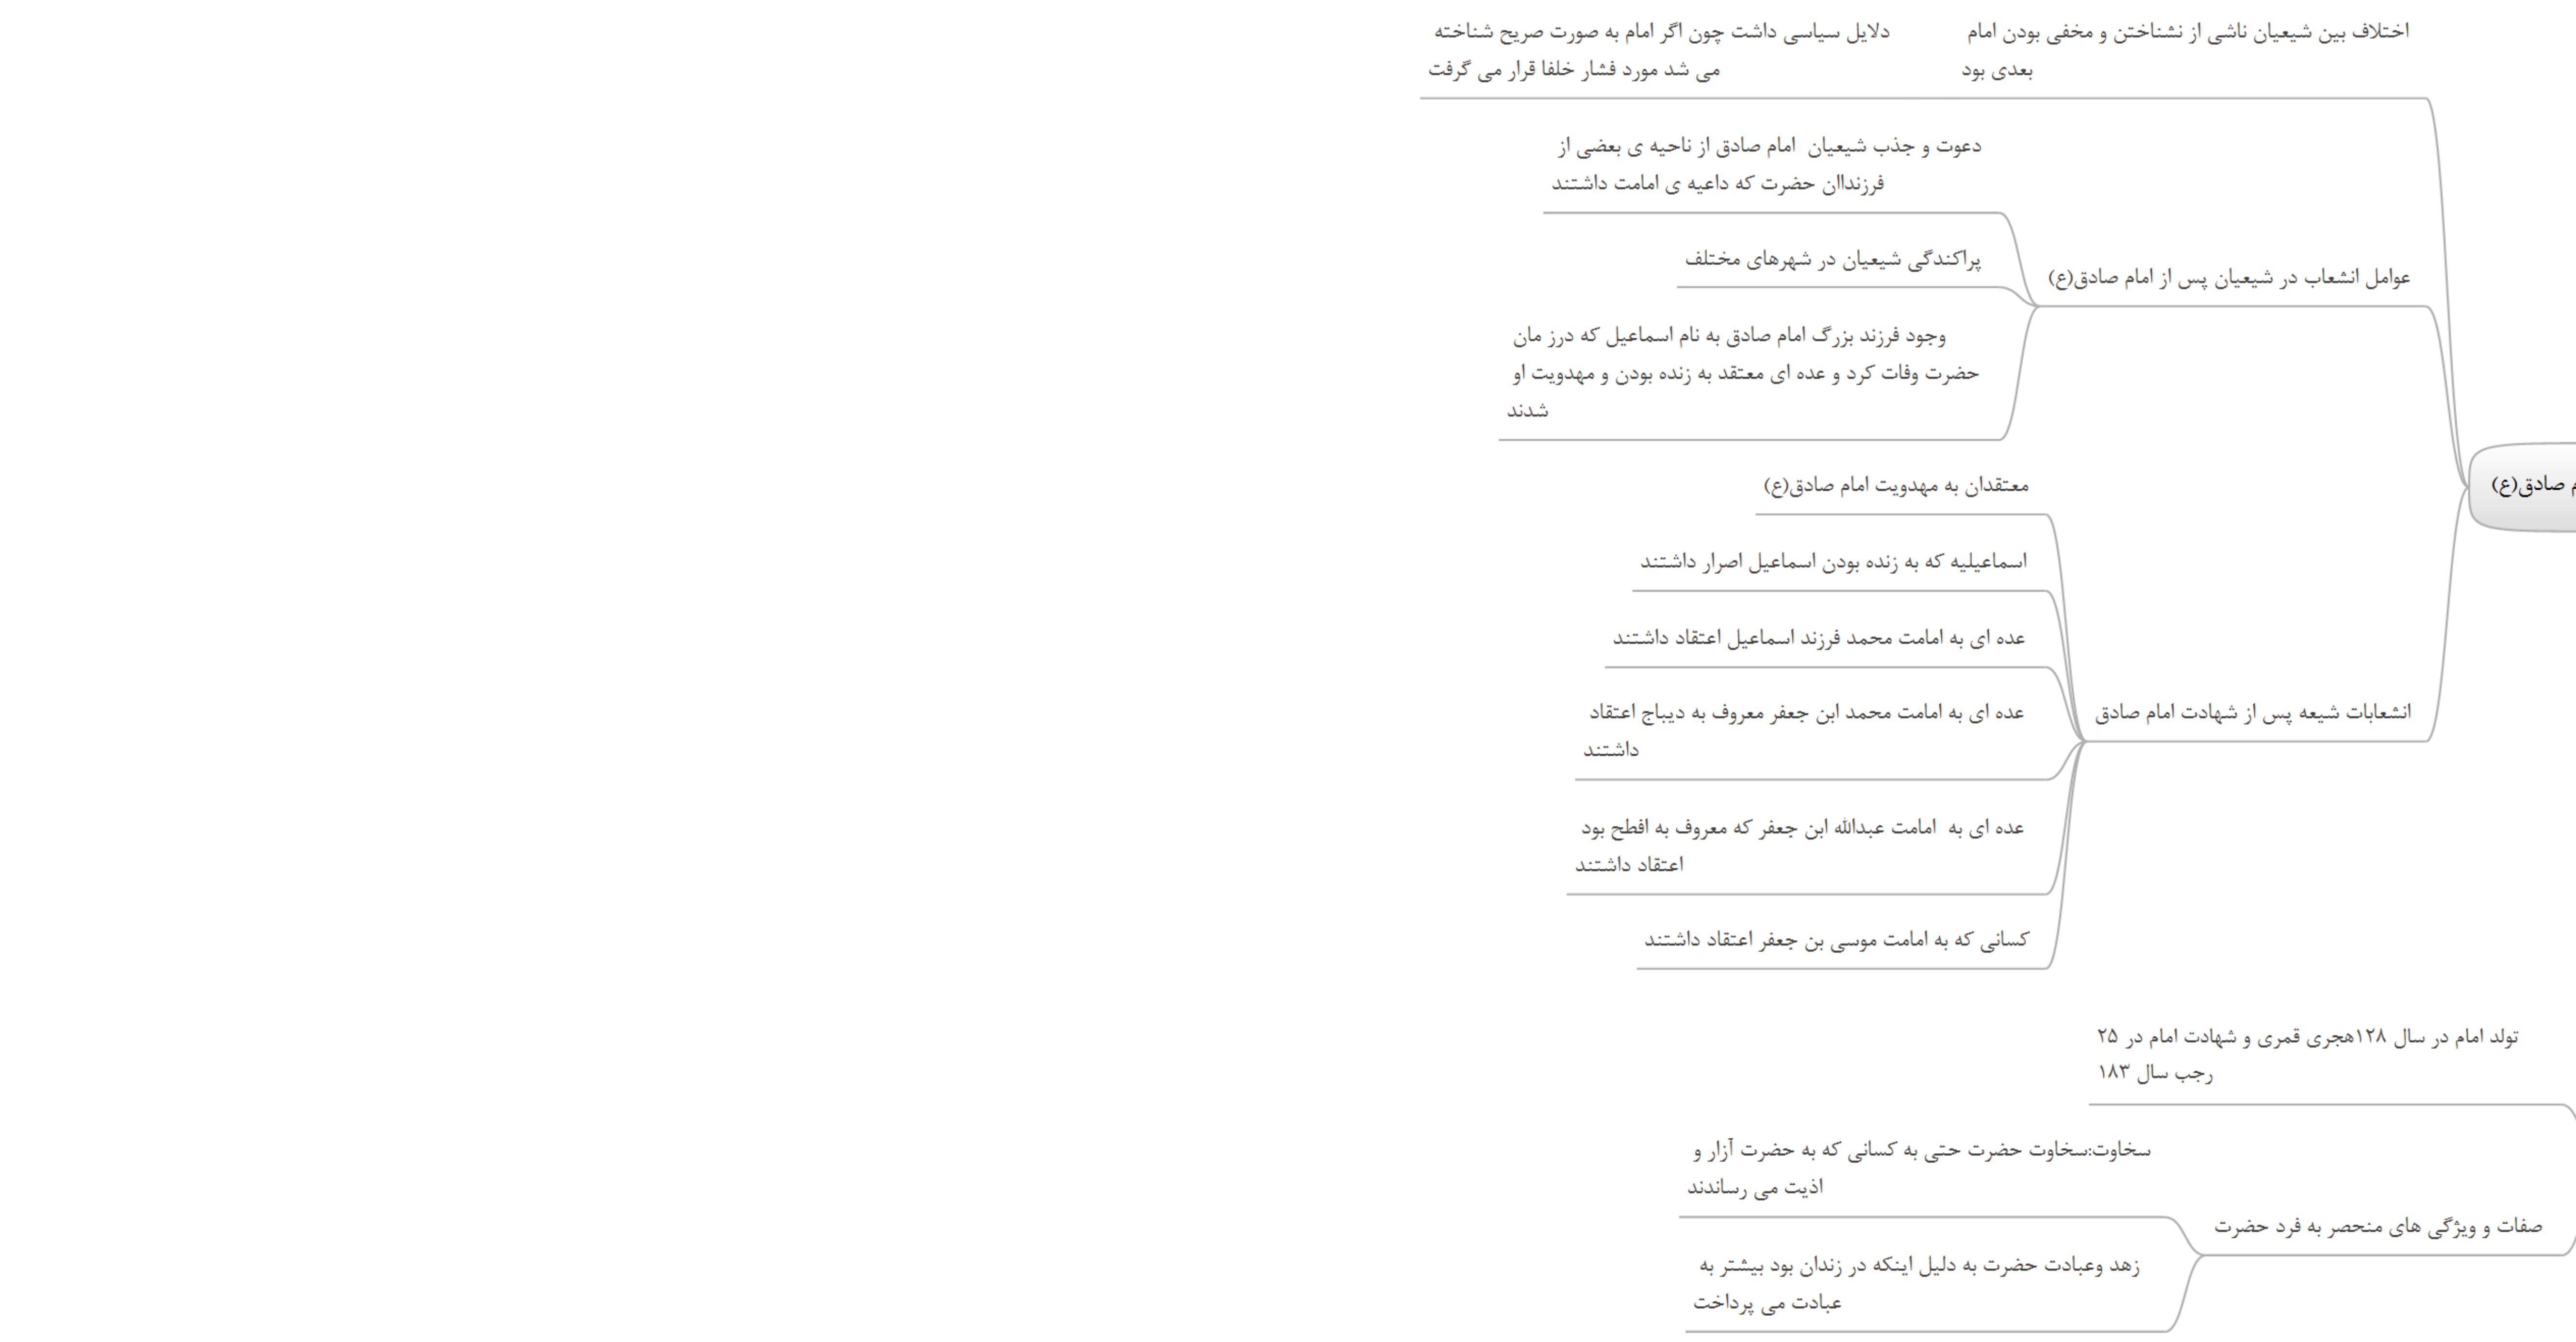 اختلاف بین شیعیان ناشی از نشناختن و مخفی بودن امام
بعدی بود
دلایل سیاسی داشت چون اگر امام به صورت صریح شناخته
می شد مورد فشار خلفا قرار می گرفت
عوامل انشعاب در شیعیان پس از امام صادق(ع)
دعوت و جذب شیعیان امام صادق از ناحیه ی بعضی از
فرزنداان حضرت که داعیه ی امامت داشتند
پراکندگی شیعیان در شهرهای مختلف
وجود فرزند بزرگ امام صادق به نام اسماعیل که درز مان
حضرت وفات کرد و عده ای معتقد به زنده بودن و مهدویت او
شدند
صادق(ع)
انشعابات شیعه پس از شهادت امام صادق
معتقدان به مهدویت امام صادق(ع)
اسماعیلیه که به زنده بودن اسماعیل اصرار داشتند
عده ای به امامت محمد فرزند اسماعیل اعتقاد داشتند
عده ای به امامت محمد ابن جعفر معروف به دیباج اعتقاد
داشتند
عده ای به امامت عبدالله ابن جعفر که معروف به افطح بود
اعتقاد داشتند
کسانی که به امامت موسی بن جعفر اعتقاد داشتند
تولد امام در سال ۱۲۸هجری قمری و شهادت امام در ۲۵
رجب سال ۱۸۳
صفات و ویژگی های منحصر به فرد حضرت
سخاوت:سخاوت حضرت حتی به کسانی که به حضرت آزار و
اذیت می رساندند
زهد وعبادت حضرت به دلیل اینکه در زندان بود بیشتر به
عبادت می پرداخت